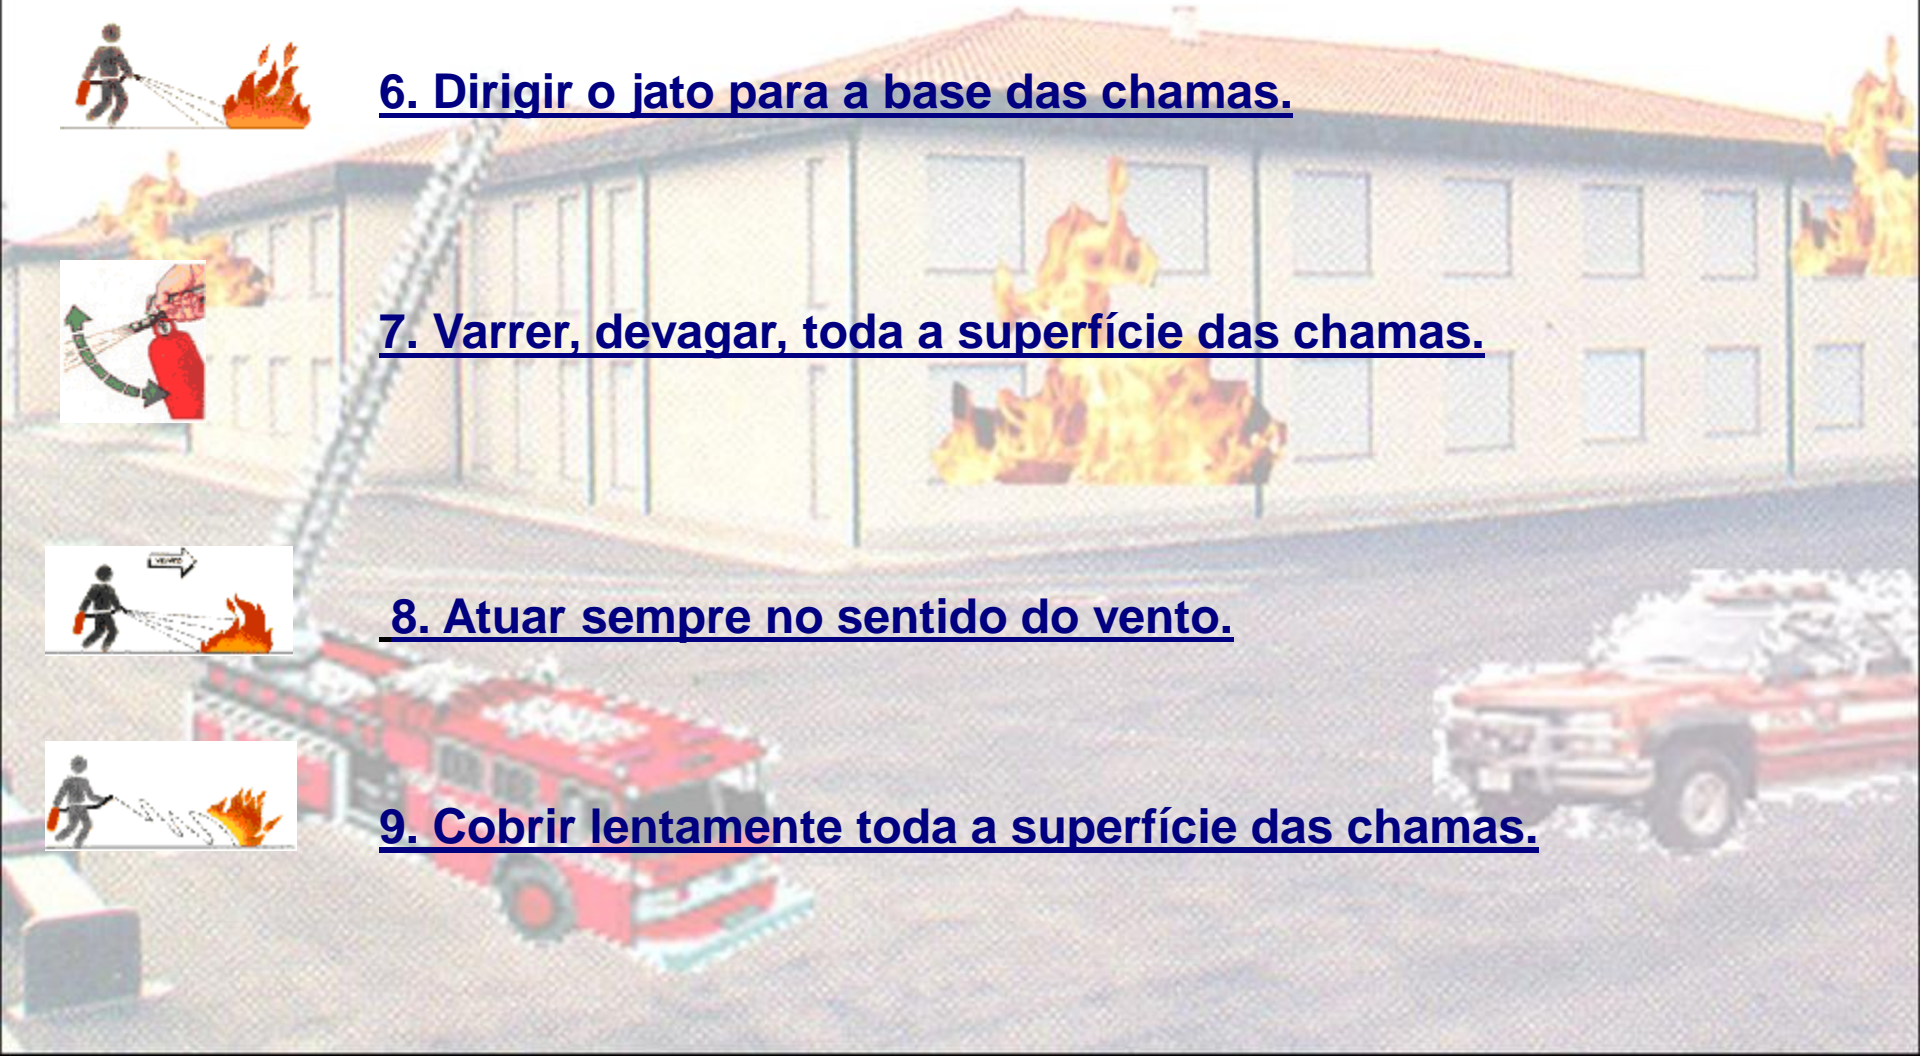 6. Dirigir o jato para a base das chamas.
7. Varrer, devagar, toda a superfície das chamas.
8. Atuar sempre no sentido do vento.
9. Cobrir lentamente toda a superfície das chamas.